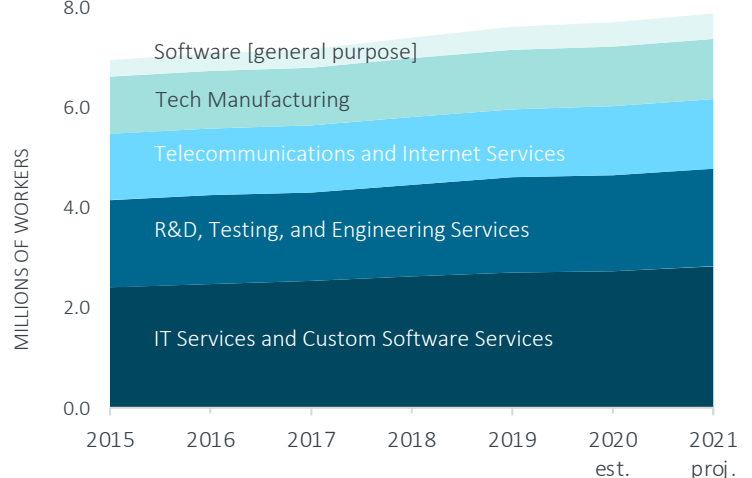 8.0
Software [general purpose]
6.0
Tech Manufacturing
Telecommunications and Internet Services
MILLIONS OF WORKERS
4.0
R&D, Testing, and Engineering Services
2.0
IT Services and Custom Software Services
0.0
2015 2016 2017 2018 2019 2020 2021
est. proj.